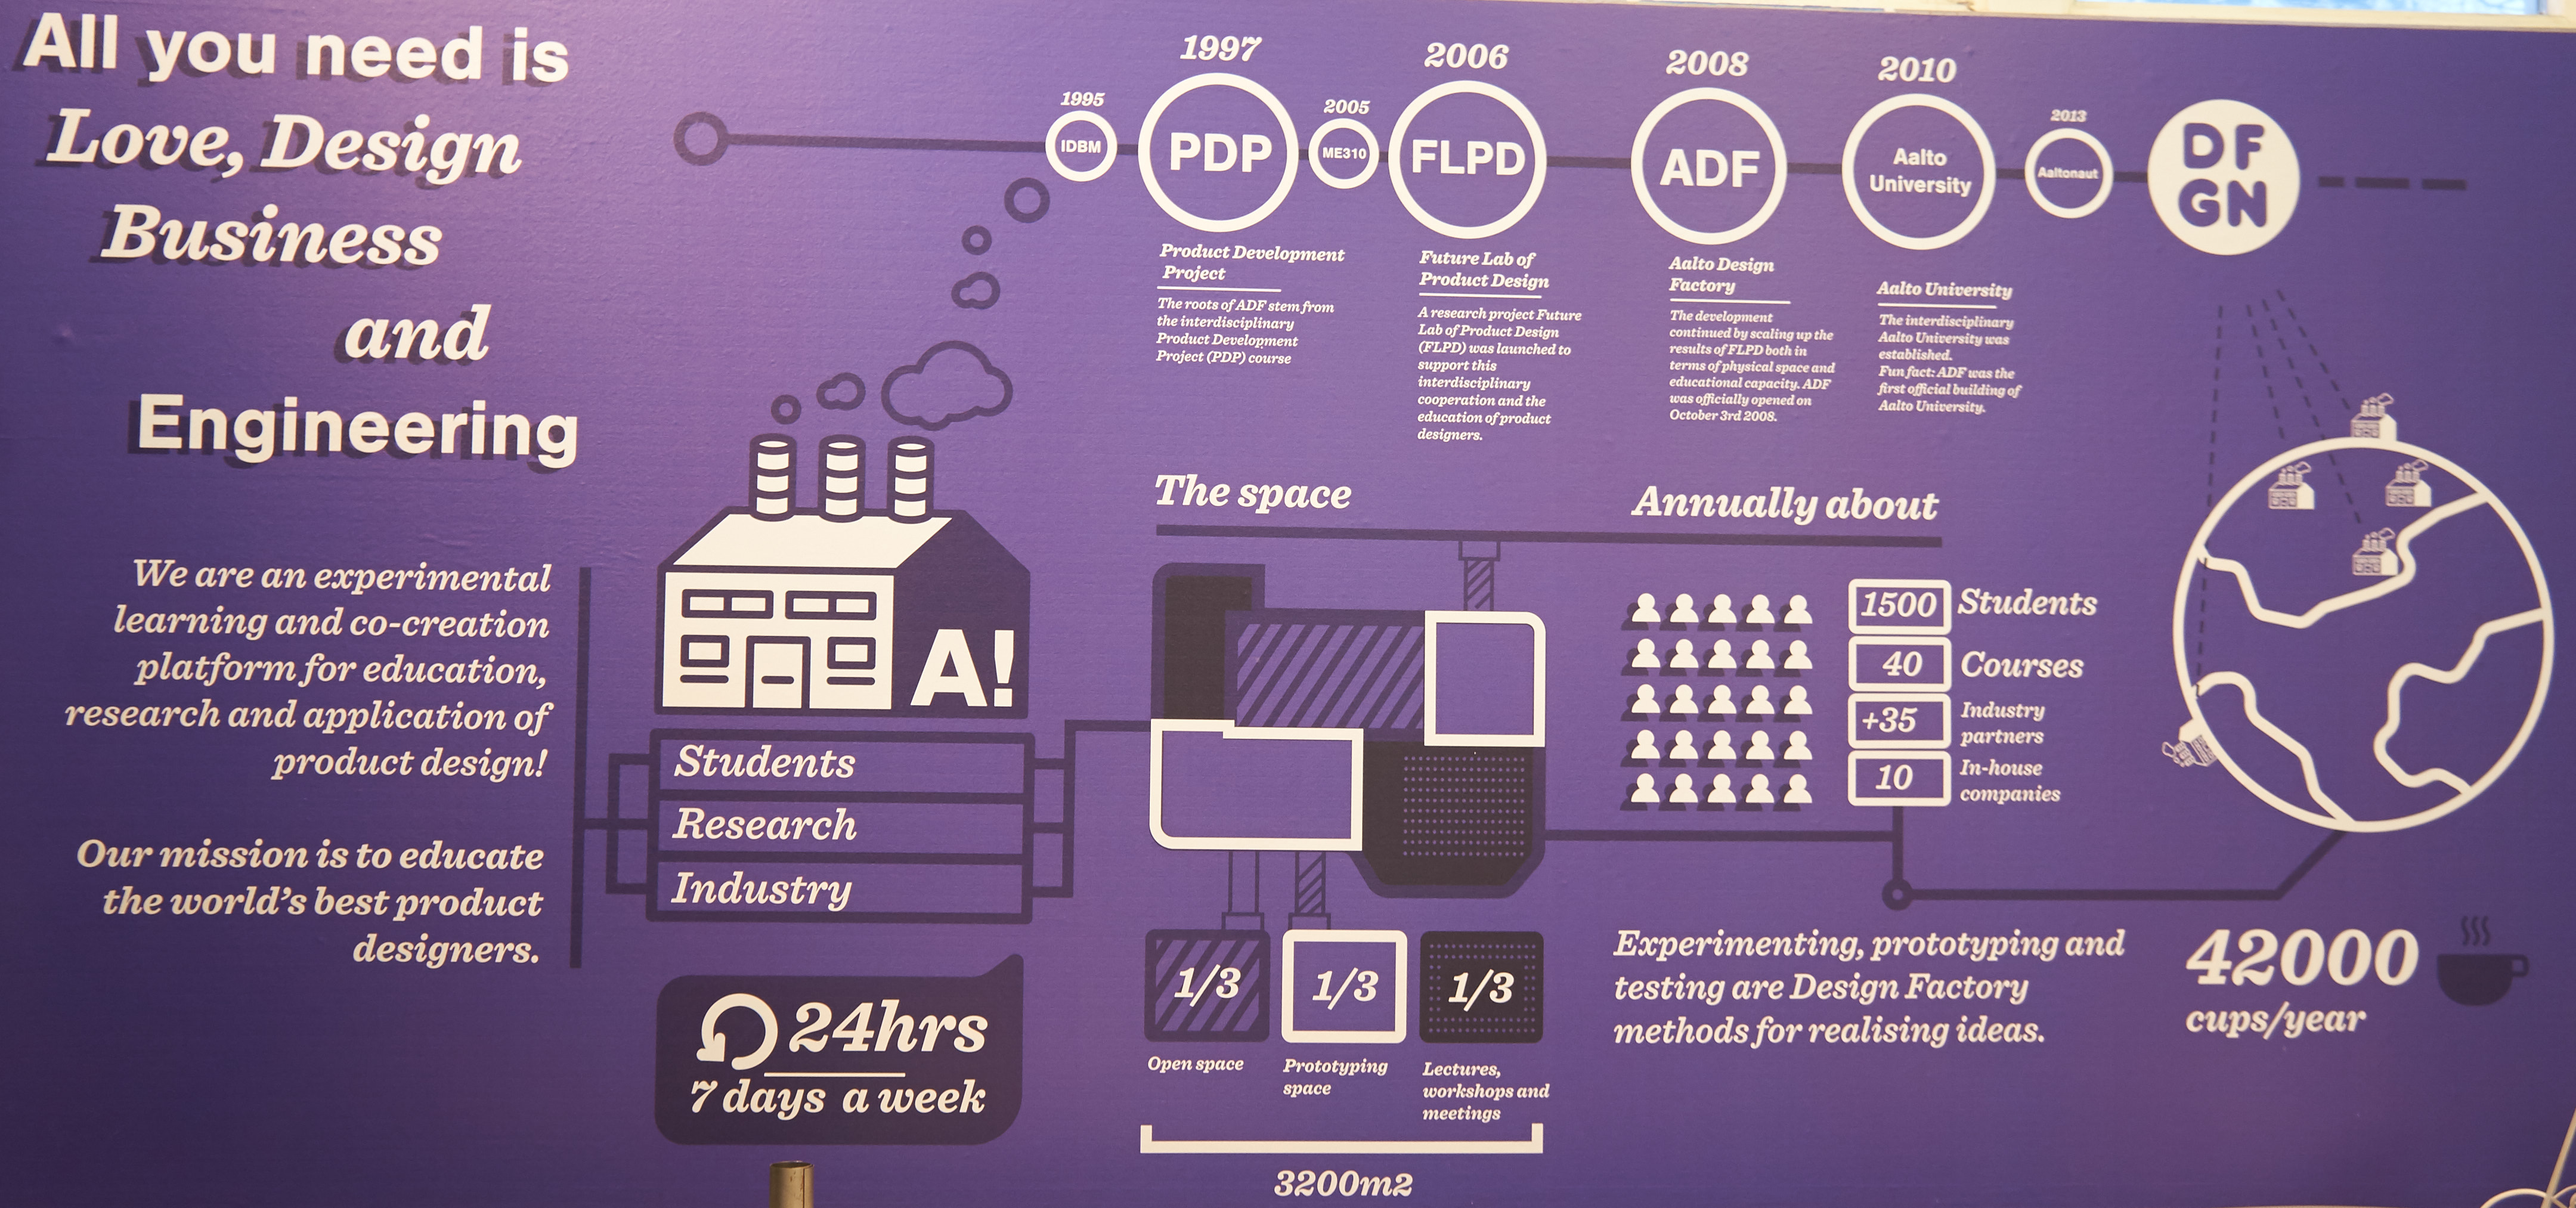 All you need is
Love, Design
Business
and
Engineering
We are an experimental
learning and co-creation
platform for education,
research and application of
product design!
Our mission is to educate
the world's best product
designers.
A!
Students
Research
Industry
24hrs
7 days a week
1995
IDBM
1997
PDP
Product Development
Project
The roots of ADF stem from
the interdisciplinary
Product Development
Project (PDP) course
2005
ME310
2006
FLPD
Future Lab of
Product Design
A research project Future
Lab of Product Design
(FLPD) was launched to
support this
interdisciplinary
cooperation and the
education of product
designers.
2008
ADF
Aalto Design
Factory
The development
continued by scaling up the
results of FLPD both in
terms of physical space and
educational capacity. ADF
was officially opened on
October 3rd 2008.
2010
Aalto
University
Aalto University
The interdisciplinary
Aalto University was
established.
Fun fact: ADF was the
first official building of
Aalto University.
2013
Aaltonaut
DF
GN
The space
1/3
Open space
1/3
Prototyping
space
1/3
Lectures,
workshops and
meetings
3200m2
Annually about
1500 Students
40 Courses
+35 Industry
partners
10 In-house
companies
Experimenting, prototyping and
testing are Design Factory
methods for realising ideas.
42000
cups/year